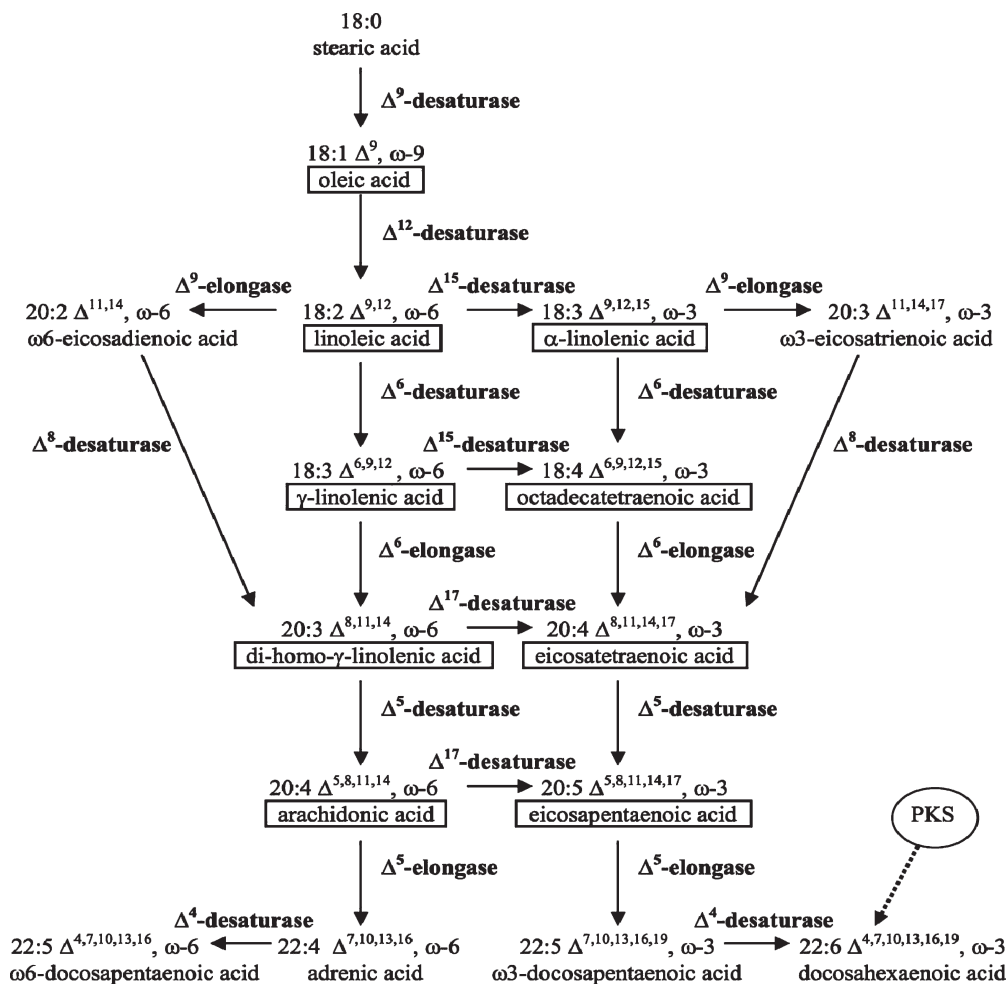 18:0
stearic acid
Δ⁹-desaturase
18:1 Δ⁹, ω-9
oleic acid
Δ¹²-desaturase
Δ⁹-elongase
Δ¹⁵-desaturase
Δ⁹-elongase
20:2 Δ¹¹,¹⁴, ω-6
18:2 Δ⁹,¹², ω-6
18:3 Δ⁹,¹²,¹⁵, ω-3
20:3 Δ¹¹,¹⁴,¹⁷, ω-3
ω6-eicosadienoic acid
linoleic acid
α-linolenic acid
ω3-eicosatrienoic acid
Δ⁶-desaturase
Δ⁶-desaturase
Δ⁸-desaturase
Δ¹⁵-desaturase
Δ⁸-desaturase
18:3 Δ⁶,⁹,¹², ω-6
18:4 Δ⁶,⁹,¹²,¹⁵, ω-3
γ-linolenic acid
octadecatetraenoic acid
Δ⁶-elongase
Δ⁶-elongase
Δ¹⁷-desaturase
20:3 Δ⁸,¹¹,¹⁴, ω-6
20:4 Δ⁸,¹¹,¹⁴,¹⁷, ω-3
di-homo-γ-linolenic acid
eicosatetraenoic acid
Δ⁵-desaturase
Δ⁵-desaturase
Δ¹⁷-desaturase
20:4 Δ⁵,⁸,¹¹,¹⁴, ω-6
20:5 Δ⁵,⁸,¹¹,¹⁴,¹⁷, ω-3
arachidonic acid
eicosapentaenoic acid
PKS
Δ⁵-elongase
Δ⁵-elongase
Δ⁴-desaturase
Δ⁴-desaturase
22:5 Δ⁴,⁷,¹⁰,¹³,¹⁶, ω-6
22:4 Δ⁷,¹⁰,¹³,¹⁶, ω-6
22:5 Δ⁷,¹⁰,¹³,¹⁶,¹⁹, ω-3
22:6 Δ⁴,⁷,¹⁰,¹³,¹⁶,¹⁹, ω-3
ω6-docosapentaenoic acid
adrenic acid
ω3-docosapentaenoic acid
docosahexaenoic acid